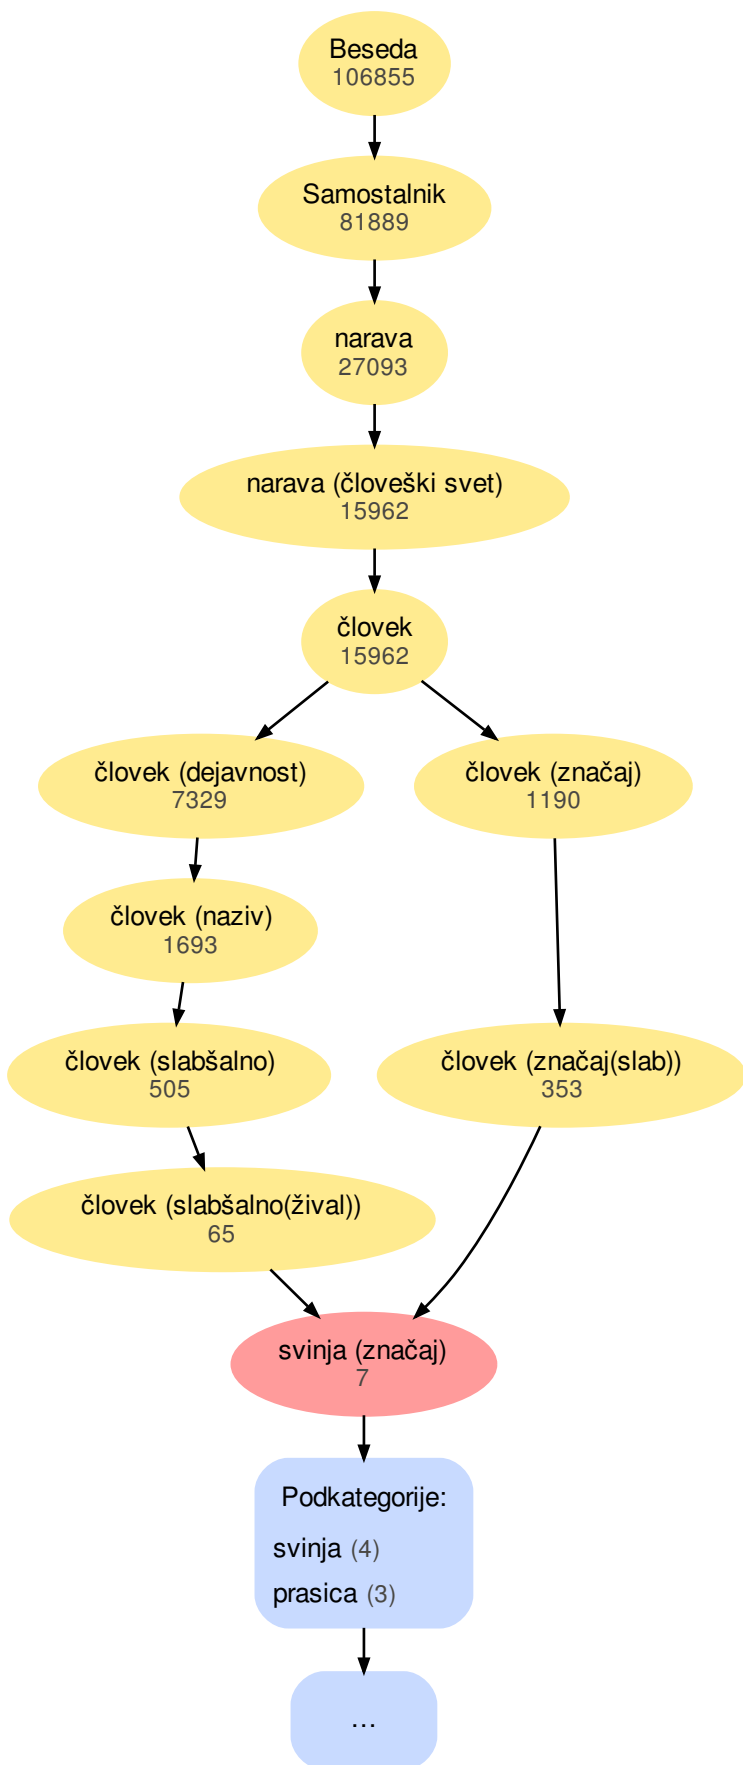 Beseda
106855
Samostalnik
81889
narava
27093
narava (človeški svet)
15962
človek
15962
človek (dejavnost)
7329
človek (značaj)
1190
človek (naziv)
1693
človek (slabšalno)
505
človek (značaj(slab))
353
človek (slabšalno(žival))
65
svinja (značaj)
7
Podkategorije:
svinja (4)
prasica (3)
...